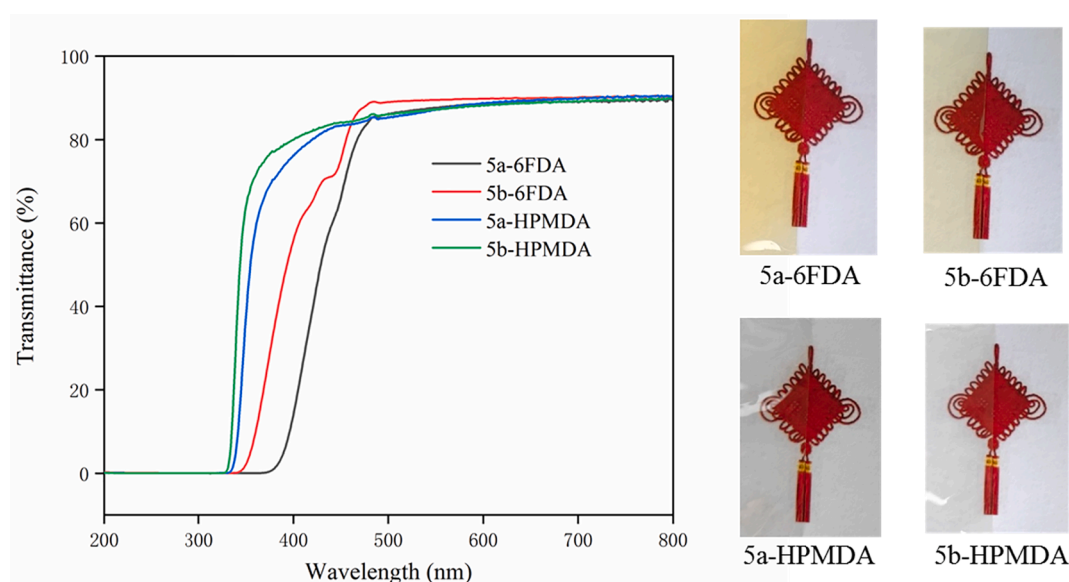 100
80
60
40
20
0
Transmittance (%)
200 300 400 500 600 700 800
Wavelength (nm)
5a-6FDA
5b-6FDA
5a-HPMDA
5b-HPMDA
5a-6FDA 5b-6FDA
5a-HPMDA 5b-HPMDA